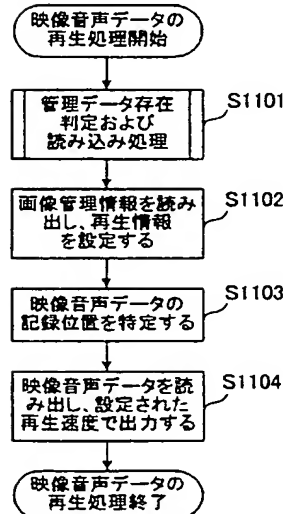 映像音声データの
再生処理開始
管理データ存在
判定および
読み込み処理
S1101
画像管理情報を読み
出し、再生情報
を設定する
S1102
映像音声データの
記録位置を特定する
S1103
映像音声データを読
み出し、設定された
再生速度で出力する
S1104
映像音声データの
再生処理終了